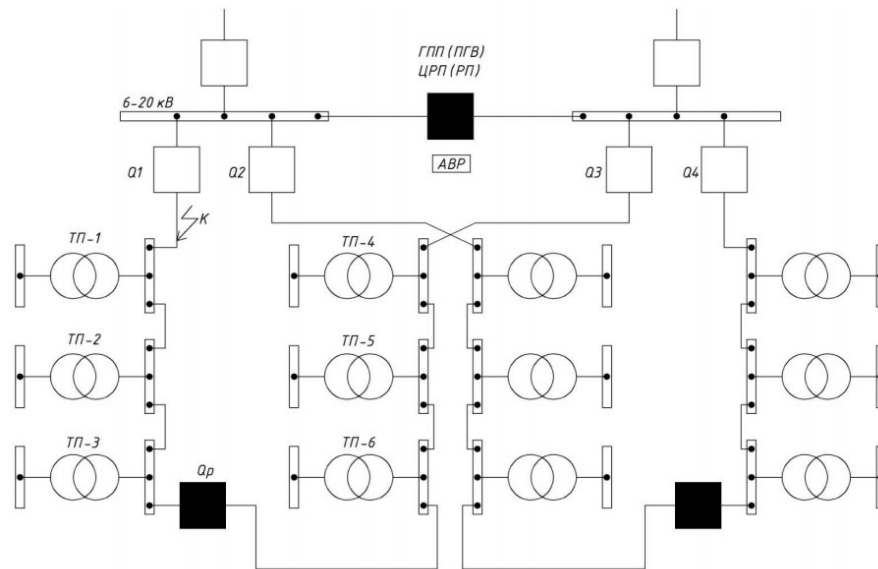 ГПП (ПГВ)
ЦРП (РП)
6-20 кВ
АВР
Q1
Q2
Q3
Q4
К
ТП-1
ТП-4
ТП-2
ТП-5
ТП-3
Qр
ТП-6